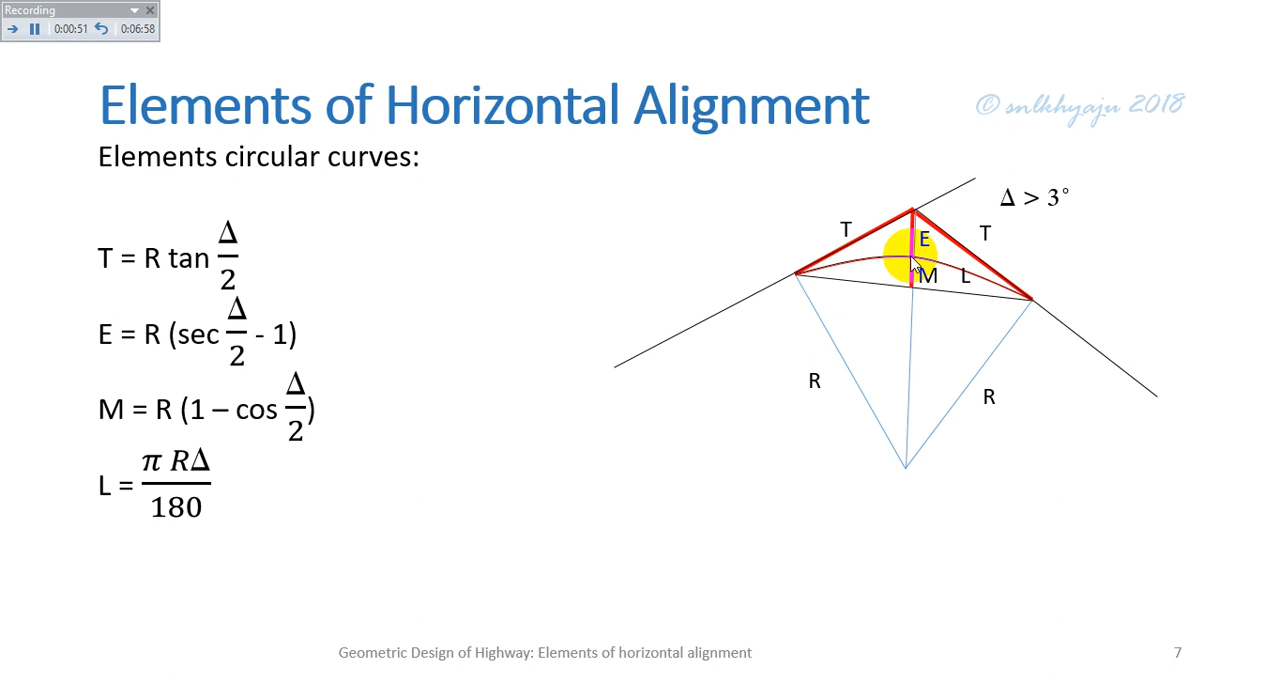 Recording
0:00:51 0:06:58
Elements of Horizontal Alignment
© snlkhyaju 2018
Elements circular curves:
Δ > 3°
T = R tan Δ/2
E = R (sec Δ/2 - 1)
M = R (1 – cos Δ/2)
L = π RΔ/180
T
T
E
M
L
R
R
Geometric Design of Highway: Elements of horizontal alignment
7